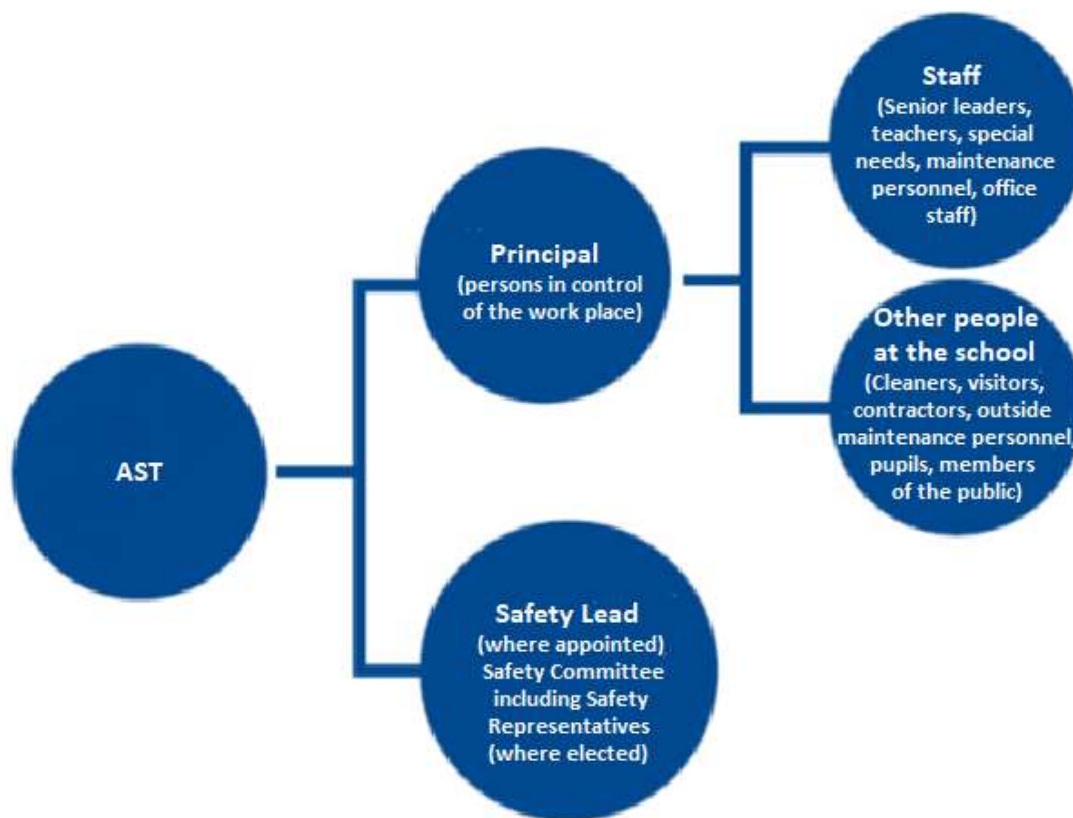 Staff
(Senior leaders,
teachers, special
needs, maintenance
personnel, office
staff)
Principal
(persons in control
of the work place)
Other people
at the school
(Cleaners, visitors,
contractors, outside
maintenance personnel,
pupils, members
of the public)
AST
Safety Lead
(where appointed)
Safety Committee
including Safety
Representatives
(where elected)